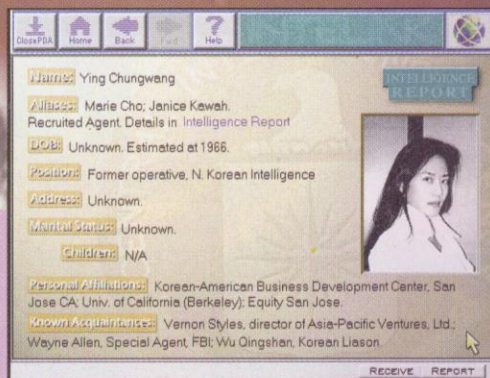 ClosePDA Home Back Fwd Help
Name: Ying Chungwang
INTELLIGENCE
REPORT
Aliases: Marie Cho; Janice Kawah.
Recruited Agent. Details in Intelligence Report
DOB: Unknown. Estimated at 1966.
Position: Former operative, N. Korean Intelligence
Address: Unknown.
Marital Status: Unknown.
Children: N/A
Personal Affiliations: Korean-American Business Development Center, San
Jose CA; Univ. of California (Berkeley); Equity San Jose.
Known Acquaintances: Vernon Styles, director of Asia-Pacific Ventures, Ltd.;
Wayne Allen, Special Agent, FBI; Wu Qingshan, Korean Liason.
RECEIVE REPORT